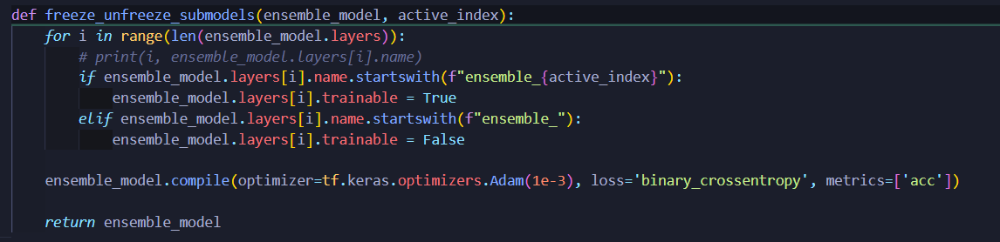 def freeze_unfreeze_submodels(ensemble_model, active_index):
    for i in range(len(ensemble_model.layers)):
        # print(i, ensemble_model.layers[i].name)
        if ensemble_model.layers[i].name.startswith(f"ensemble_{active_index}"):
            ensemble_model.layers[i].trainable = True
        elif ensemble_model.layers[i].name.startswith(f"ensemble_"):
            ensemble_model.layers[i].trainable = False
    ensemble_model.compile(optimizer=tf.keras.optimizers.Adam(1e-3), loss='binary_crossentropy', metrics=['acc'])
    return ensemble_model